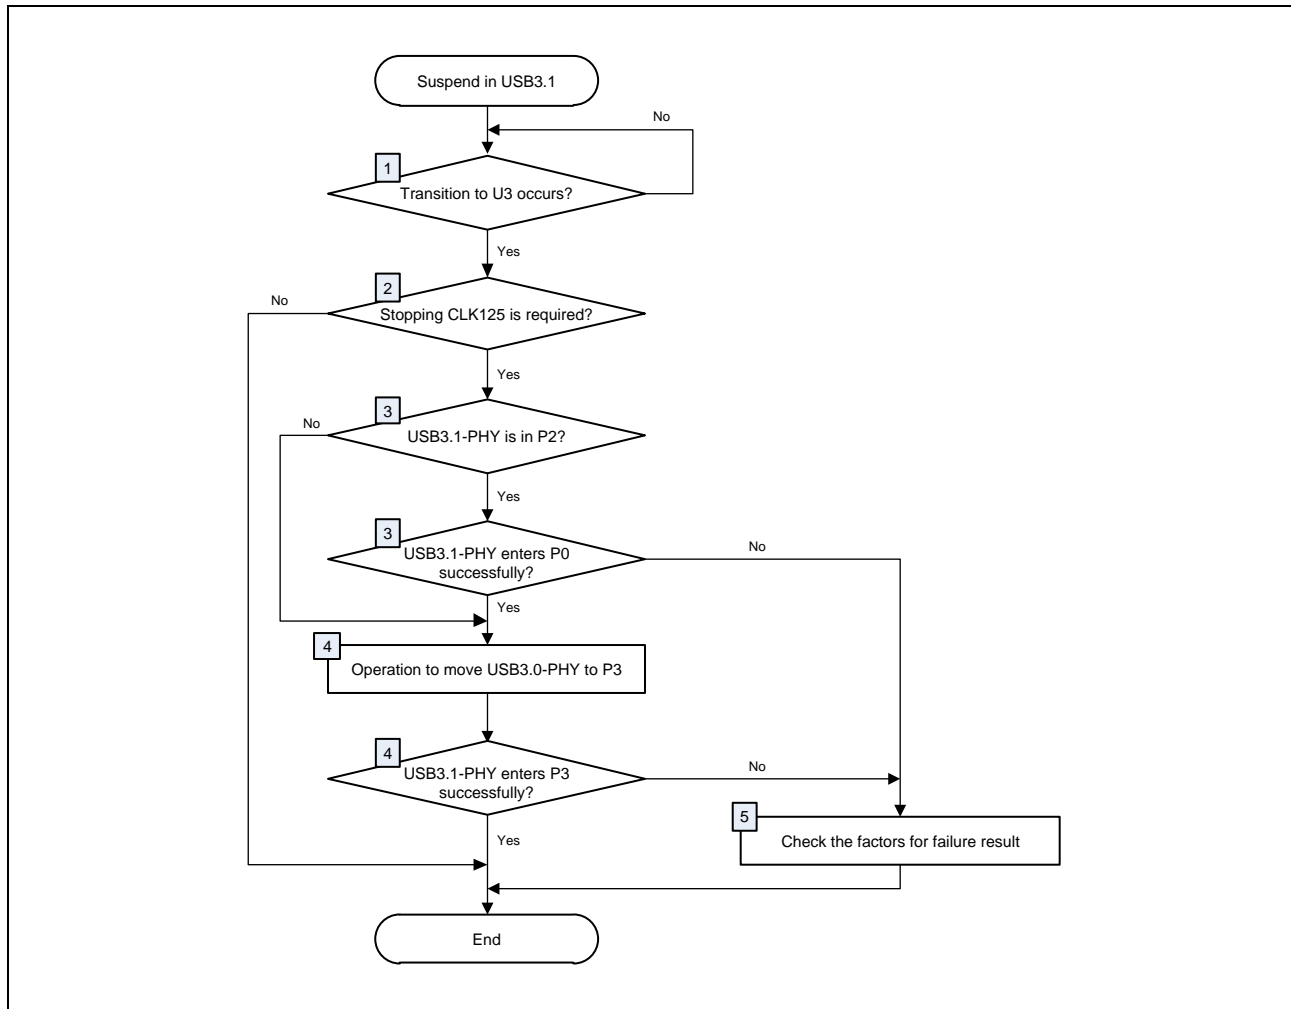 Suspend in USB3.1
No
1
Transition to U3 occurs?
Yes
2
No
Stopping CLK125 is required?
Yes
3
No
USB3.1-PHY is in P2?
Yes
3
USB3.1-PHY enters P0
successfully?
No
Yes
4
Operation to move USB3.0-PHY to P3
4
USB3.1-PHY enters P3
successfully?
No
5
Check the factors for failure result
Yes
End